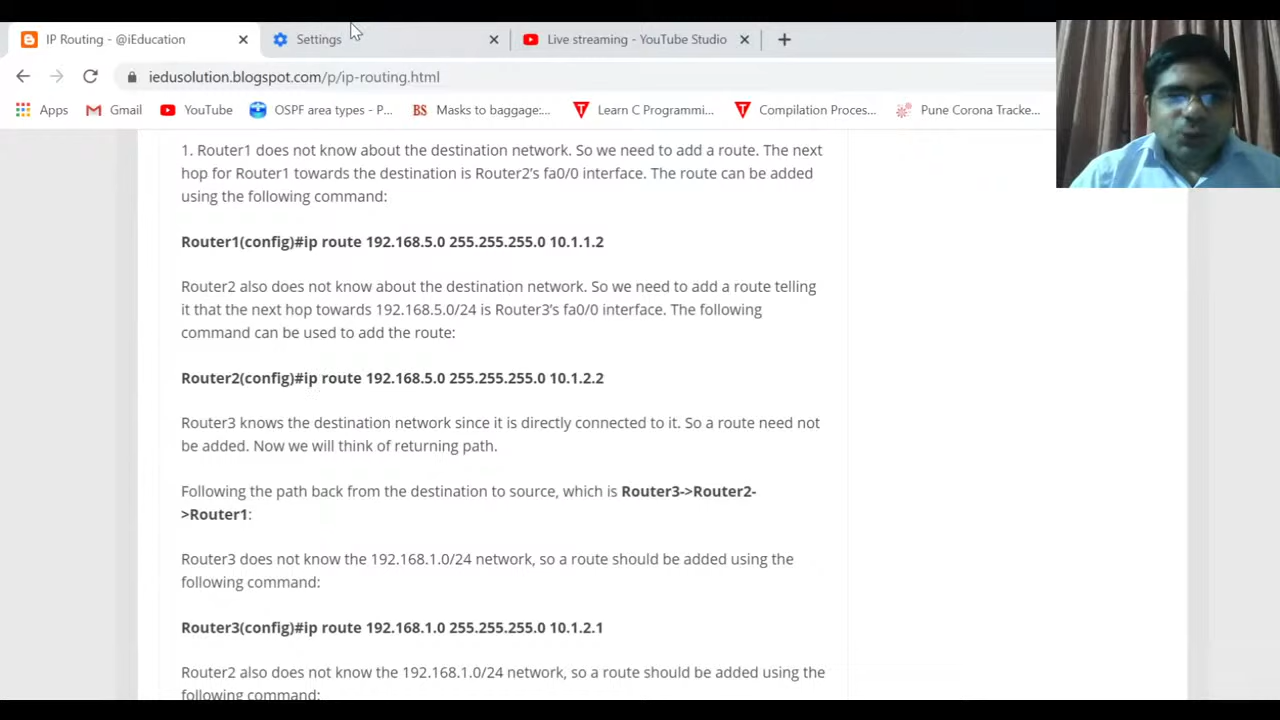 IP Routing - @iEducation
Settings
Live streaming - YouTube Studio
iedusolution.blogspot.com/p/ip-routing.html
Apps
Gmail
YouTube
OSPF area types - P...
BS
Masks to baggage:...
Learn C Programmi...
Compilation Proces...
Pune Corona Tracke...
1. Router1 does not know about the destination network. So we need to add a route. The next
hop for Router1 towards the destination is Router2’s fa0/0 interface. The route can be added
using the following command:
Router1(config)#ip route 192.168.5.0 255.255.255.0 10.1.1.2
Router2 also does not know about the destination network. So we need to add a route telling
it that the next hop towards 192.168.5.0/24 is Router3’s fa0/0 interface. The following
command can be used to add the route:
Router2(config)#ip route 192.168.5.0 255.255.255.0 10.1.2.2
Router3 knows the destination network since it is directly connected to it. So a route need not
be added. Now we will think of returning path.
Following the path back from the destination to source, which is Router3->Router2-
>Router1:
Router3 does not know the 192.168.1.0/24 network, so a route should be added using the
following command:
Router3(config)#ip route 192.168.1.0 255.255.255.0 10.1.2.1
Router2 also does not know the 192.168.1.0/24 network, so a route should be added using the
following command: